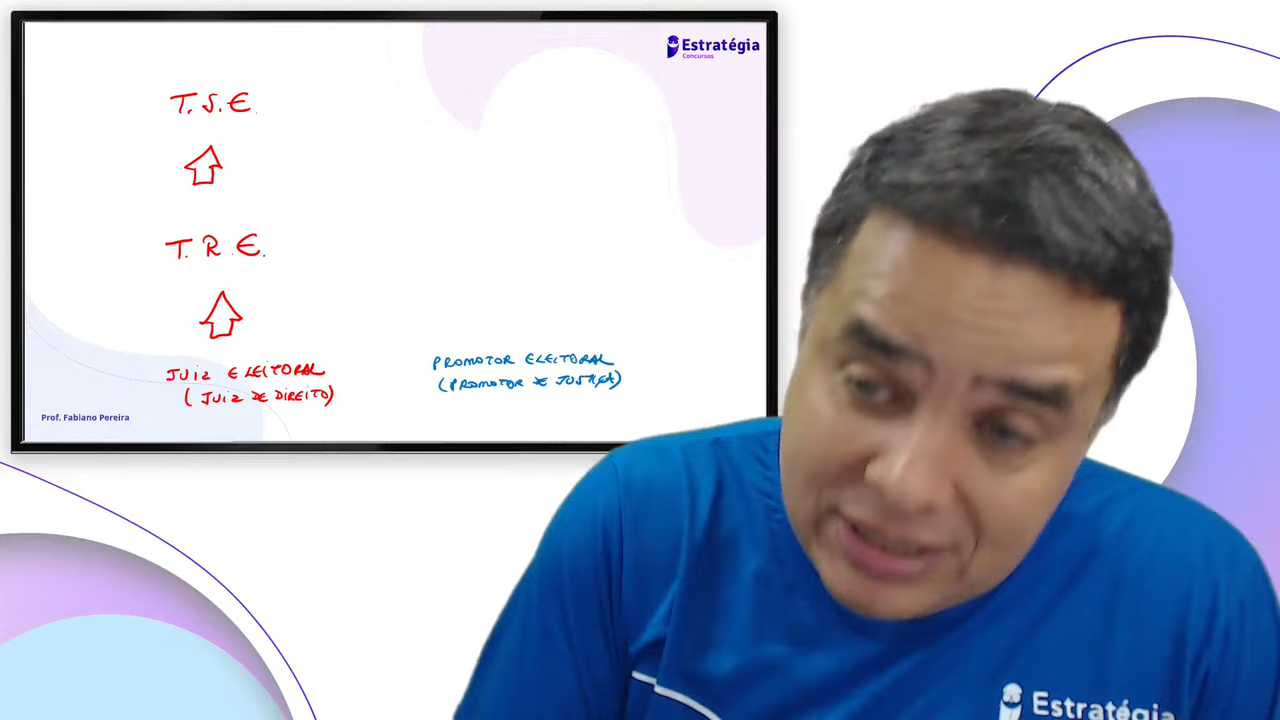 Estratégia
Concursos
T.S.E.
T.R.E.
JUIZ ELEITORAL
(JUIZ DE DIREITO)
PROMOTOR ELEITORAL
(PROMOTOR DE JUSTIÇA)
Prof. Fabiano Pereira
Estratégia